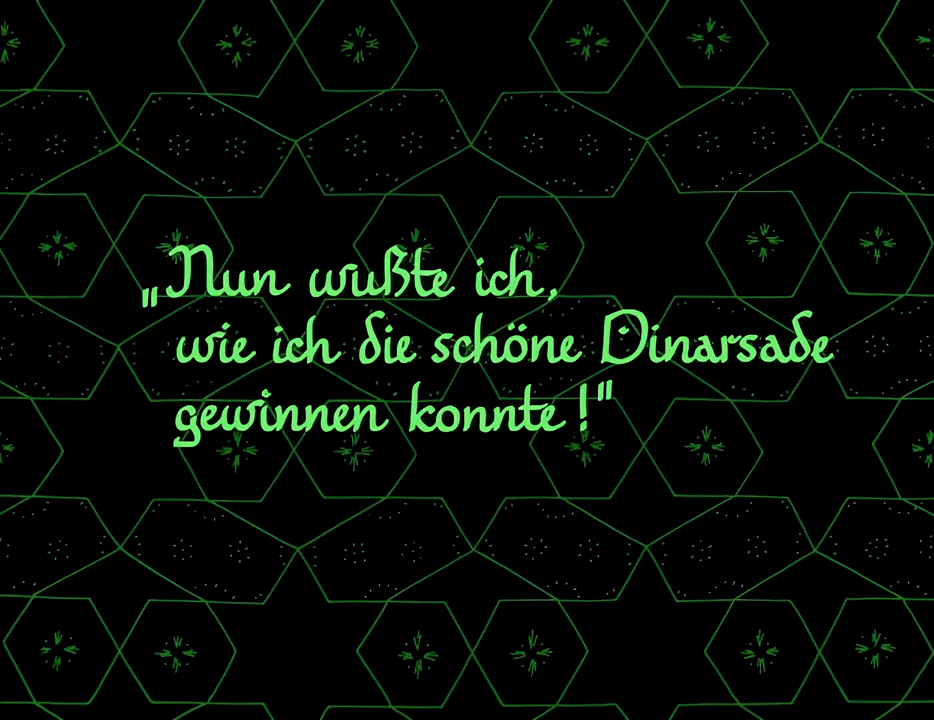 „Nun wußte ich,
wie ich die schöne Dinarsade
gewinnen konnte!"